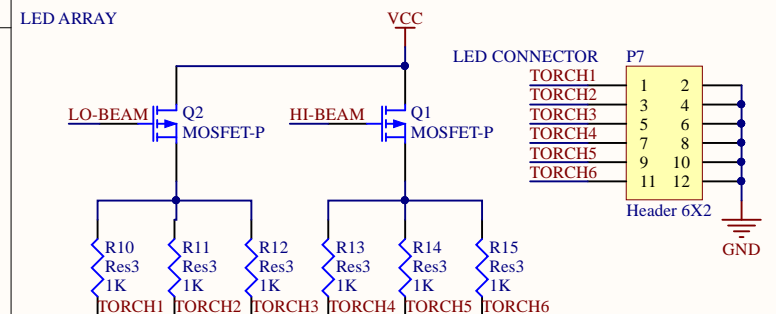 LED ARRAY
VCC
LED CONNECTOR
P7
TORCH1
1
2
TORCH2
3
4
TORCH3
5
6
TORCH4
7
8
TORCH5
9
10
TORCH6
11
12
Header 6X2
GND
LO-BEAM
Q2
MOSFET-P
HI-BEAM
Q1
MOSFET-P
R10
Res3
1K
TORCH1
R11
Res3
1K
TORCH2
R12
Res3
1K
TORCH3
R13
Res3
1K
TORCH4
R14
Res3
1K
TORCH5
R15
Res3
1K
TORCH6